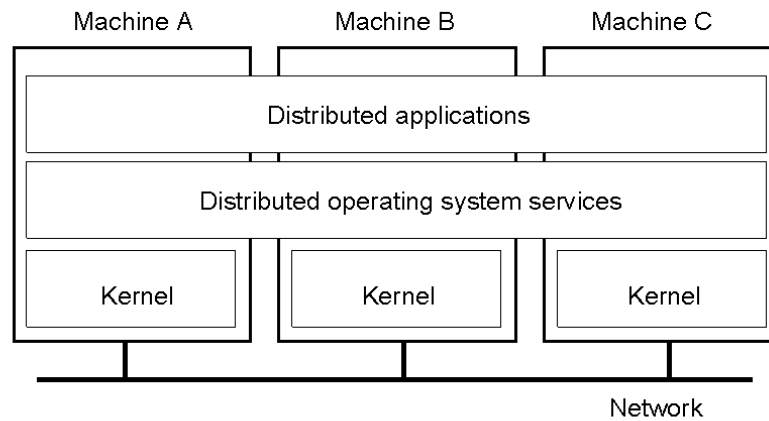 Machine A
Machine B
Machine C
Distributed applications
Distributed operating system services
Kernel
Kernel
Kernel
Network